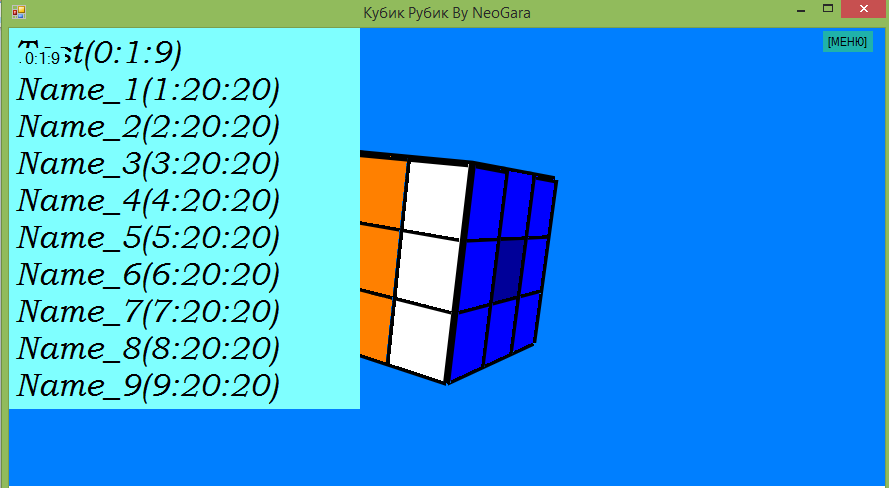 Кубик Рубик By NeoGara
[МЕНЮ]
0:1:9
Test(0:1:9)
Name_1(1:20:20)
Name_2(2:20:20)
Name_3(3:20:20)
Name_4(4:20:20)
Name_5(5:20:20)
Name_6(6:20:20)
Name_7(7:20:20)
Name_8(8:20:20)
Name_9(9:20:20)